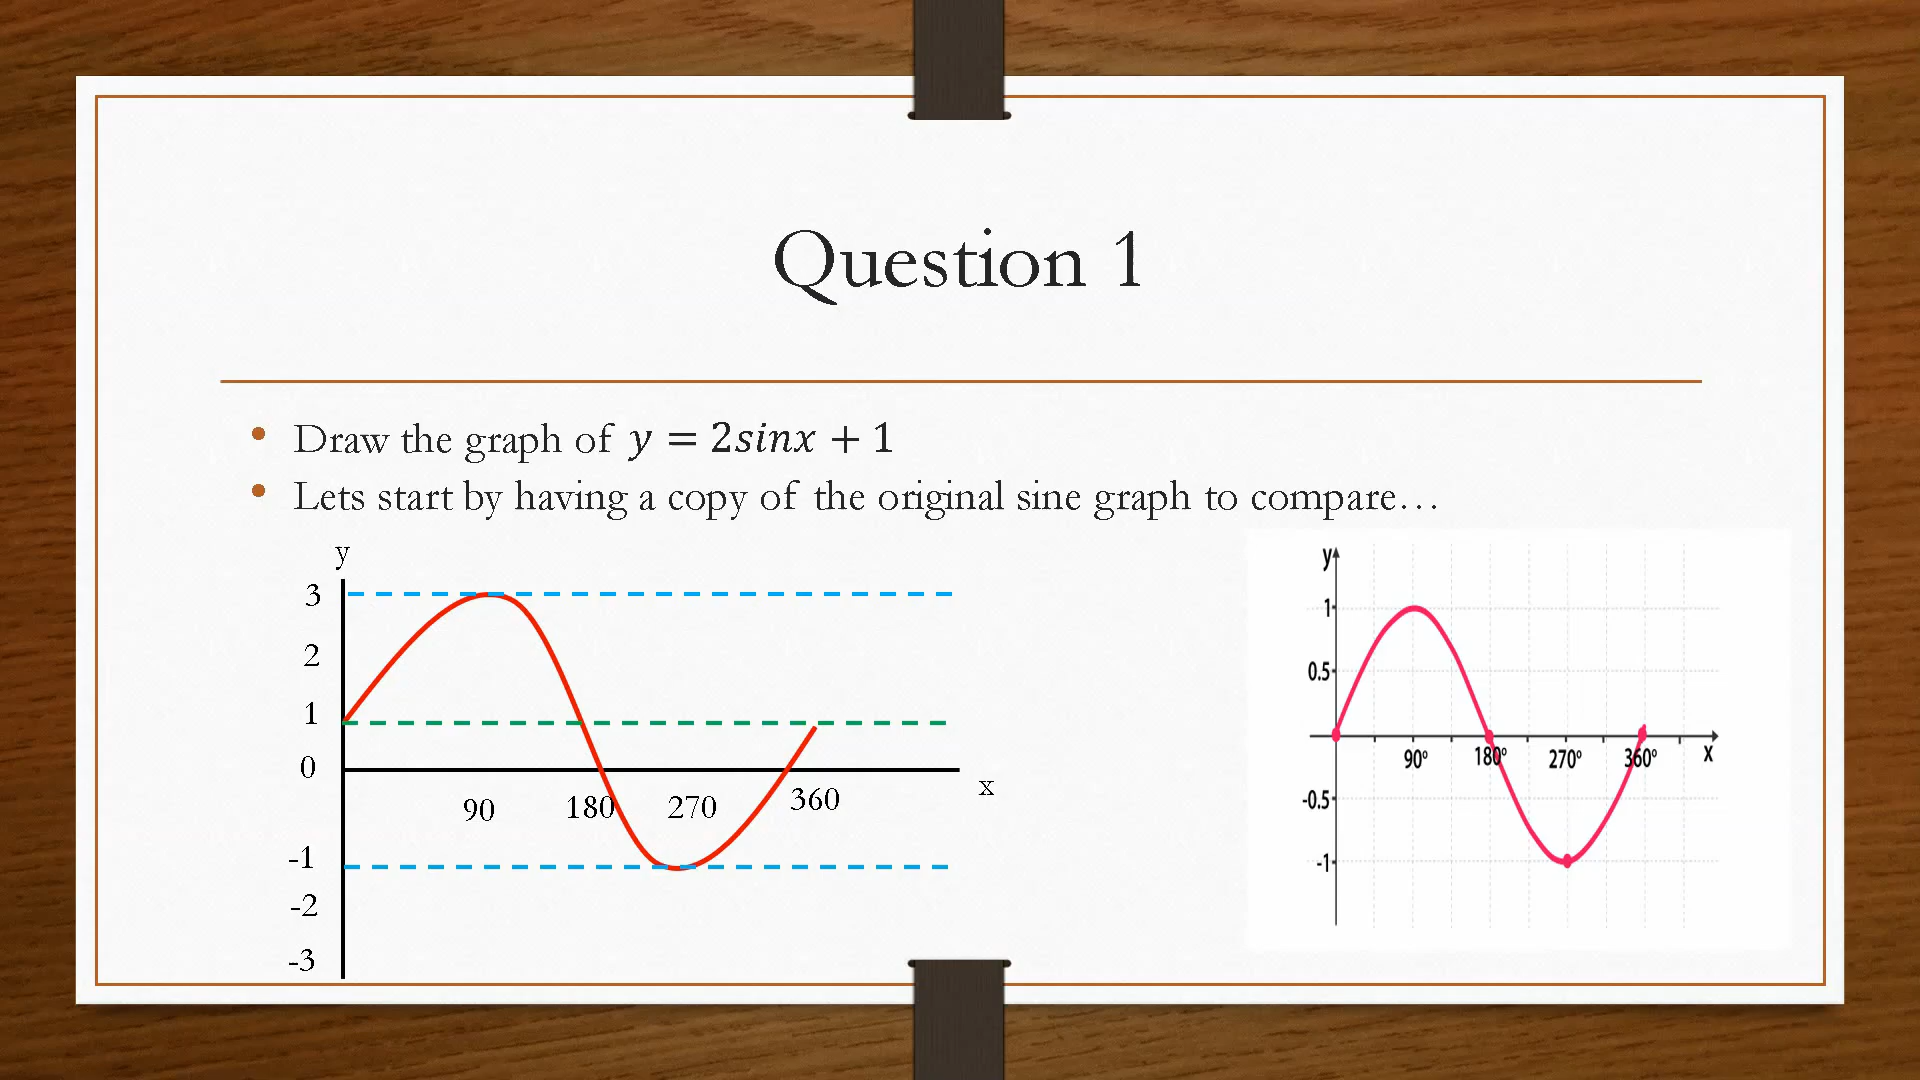 Question 1
• Draw the graph of y = 2sinx + 1
• Lets start by having a copy of the original sine graph to compare…
y
3
2
1
0
-1
-2
-3
90 180 270 360
x
y
1
0.5
-0.5
-1
90° 180° 270° 360°
x